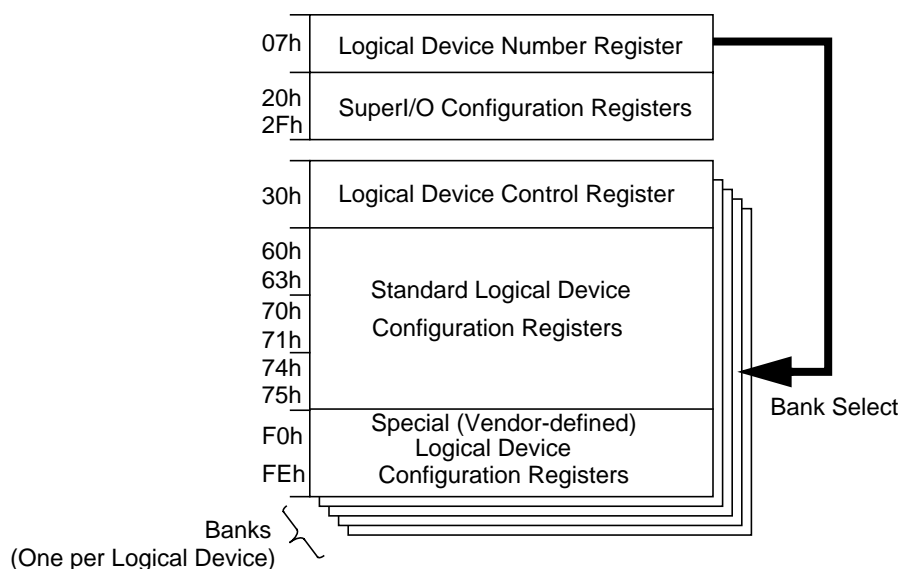 07h Logical Device Number Register
20h
2Fh
SuperI/O Configuration Registers
30h Logical Device Control Register
60h
63h
70h
71h
74h
75h
Standard Logical Device
Configuration Registers
Bank Select
F0h
FEh
Special (Vendor-defined)
Logical Device
Configuration Registers
Banks
(One per Logical Device)